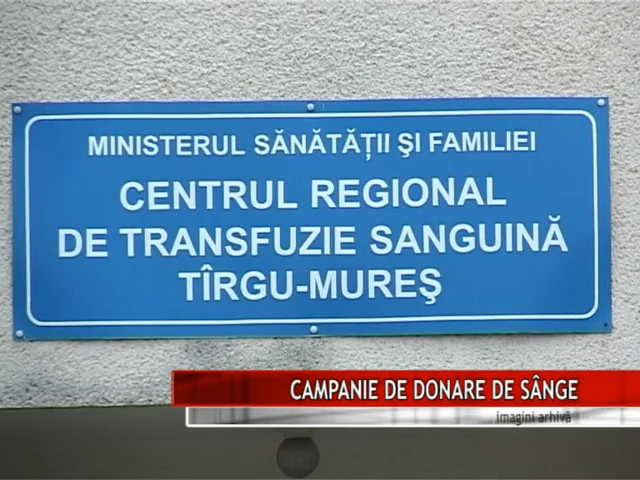 MINISTERUL SĂNĂTĂŢII ŞI FAMILIEI
CENTRUL REGIONAL
DE TRANSFUZIE SANGUINĂ
TÎRGU-MUREŞ
CAMPANIE DE DONARE DE SÂNGE
imagini arhivă